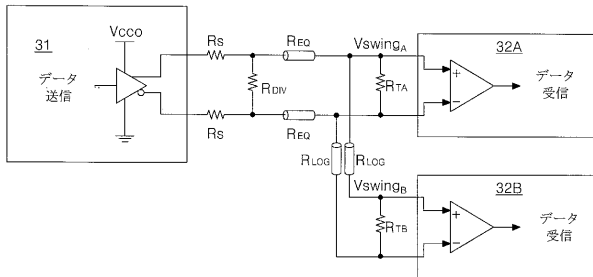 31
VCCO
データ
送信
RS
RS
RDIV
REQ
REQ
VswingA
RTA
32A
+
−
データ
受信
RLOG
RLOG
VswingB
RTB
32B
+
−
データ
受信